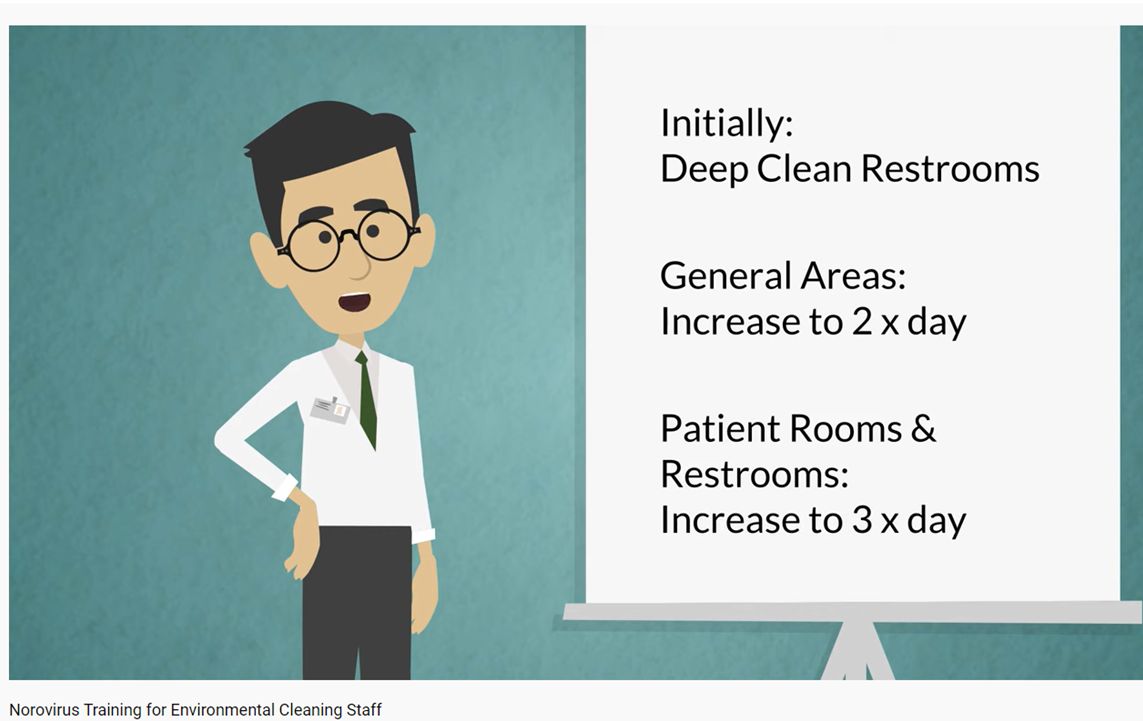 Initially:
Deep Clean Restrooms
General Areas:
Increase to 2 x day
Patient Rooms &
Restrooms:
Increase to 3 x day
Norovirus Training for Environmental Cleaning Staff